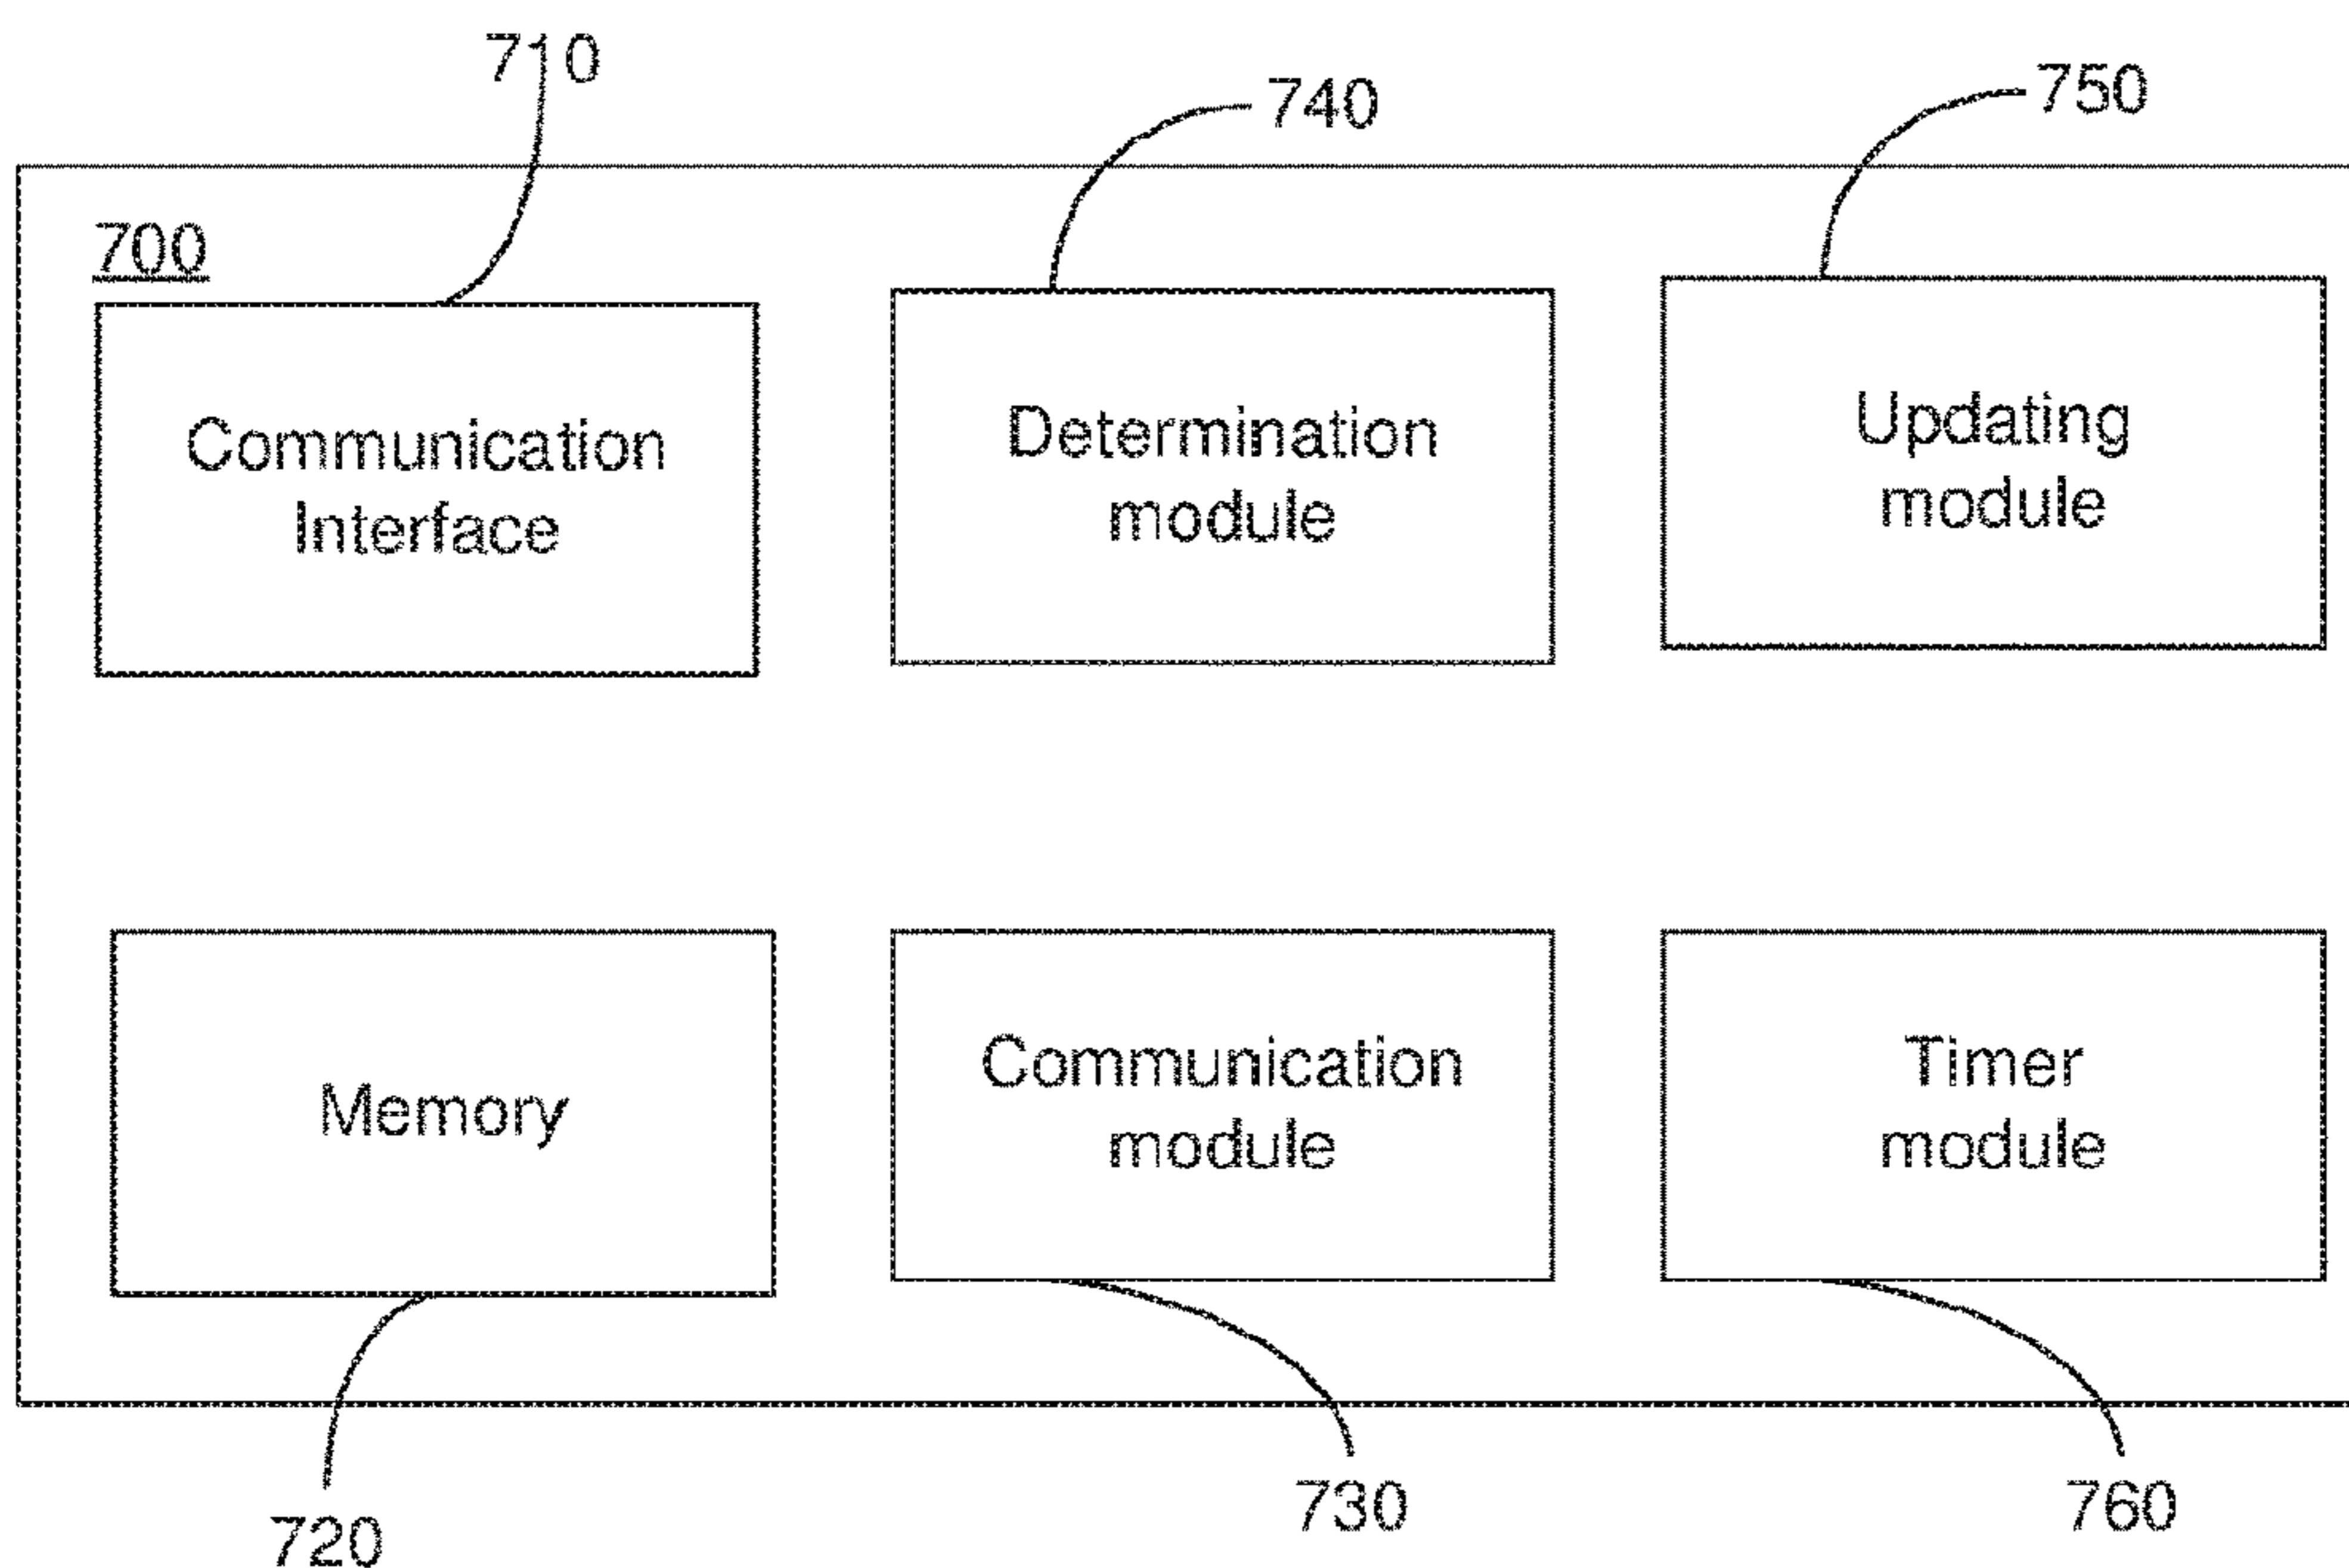 710
740
750
700
Communication
Interface
Determination
module
Updating
module
Memory
Communication
module
Timer
module
720
730
760